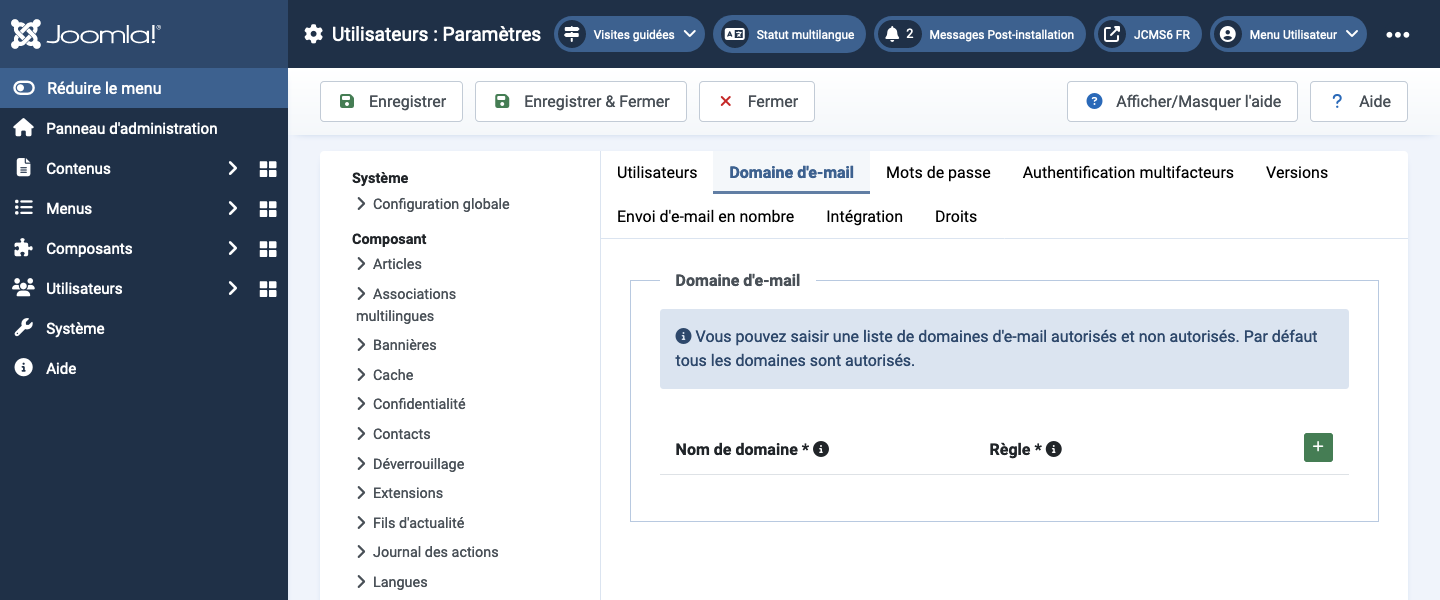 Joomla!®
Utilisateurs : Paramètres
Visites guidées
Statut multilangue
2 Messages Post-installation
JCMS6 FR
Menu Utilisateur
Réduire le menu
Panneau d'administration
Contenus
Menus
Composants
Utilisateurs
Système
Aide
Enregistrer
Enregistrer & Fermer
Fermer
Afficher/Masquer l'aide
? Aide
Système
Configuration globale
Composant
Articles
Associations
multilingues
Bannières
Cache
Confidentialité
Contacts
Déverrouillage
Extensions
Fils d'actualité
Journal des actions
Langues
Utilisateurs
Domaine d'e-mail
Mots de passe
Authentification multifacteurs
Versions
Envoi d'e-mail en nombre
Intégration
Droits
Domaine d'e-mail
Vous pouvez saisir une liste de domaines d'e-mail autorisés et non autorisés. Par défaut
tous les domaines sont autorisés.
Nom de domaine *
Règle *
+